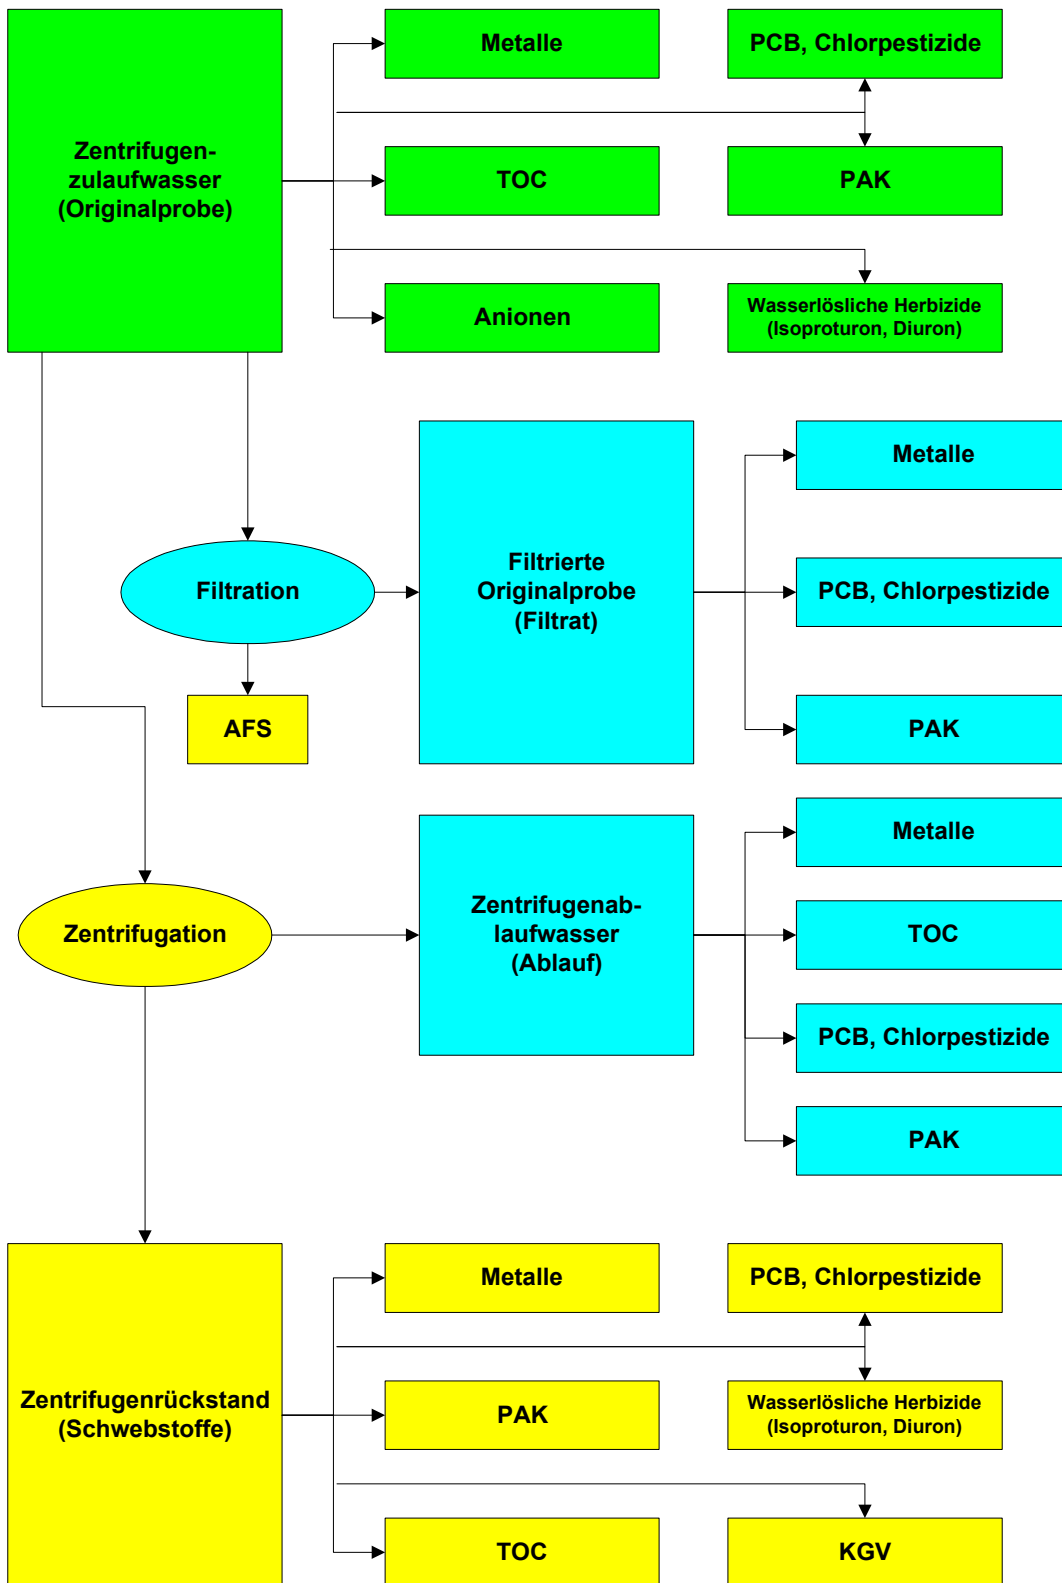 Metalle
PCB, Chlorpestizide
Zentrifugen-
zulaufwasser
(Originalprobe)
TOC
PAK
Anionen
Wasserlösliche Herbizide
(Isoproturon, Diuron)
Metalle
Filtration
Filtrierte
Originalprobe
(Filtrat)
PCB, Chlorpestizide
AFS
PAK
Metalle
Zentrifugation
Zentrifugenab-
laufwasser
(Ablauf)
TOC
PCB, Chlorpestizide
PAK
Metalle
PCB, Chlorpestizide
Zentrifugenrückstand
(Schwebstoffe)
PAK
Wasserlösliche Herbizide
(Isoproturon, Diuron)
TOC
KGV